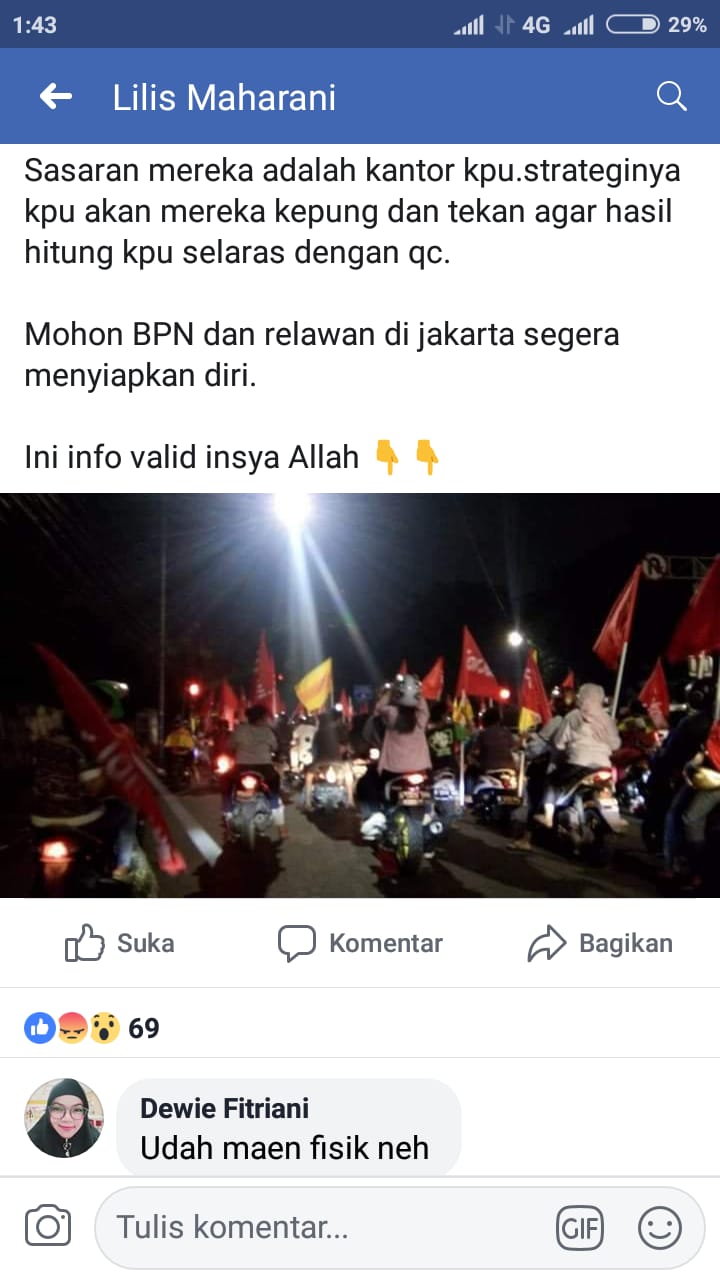 1:43
4G
29%
Lilis Maharani
Sasaran mereka adalah kantor kpu.strateginya
kpu akan mereka kepung dan tekan agar hasil
hitung kpu selaras dengan qc.
Mohon BPN dan relawan di jakarta segera
menyiapkan diri.
Ini info valid insya Allah 👇 👇
Suka
Komentar
Bagikan
69
Dewie Fitriani
Udah maen fisik neh
Tulis komentar...
GIF